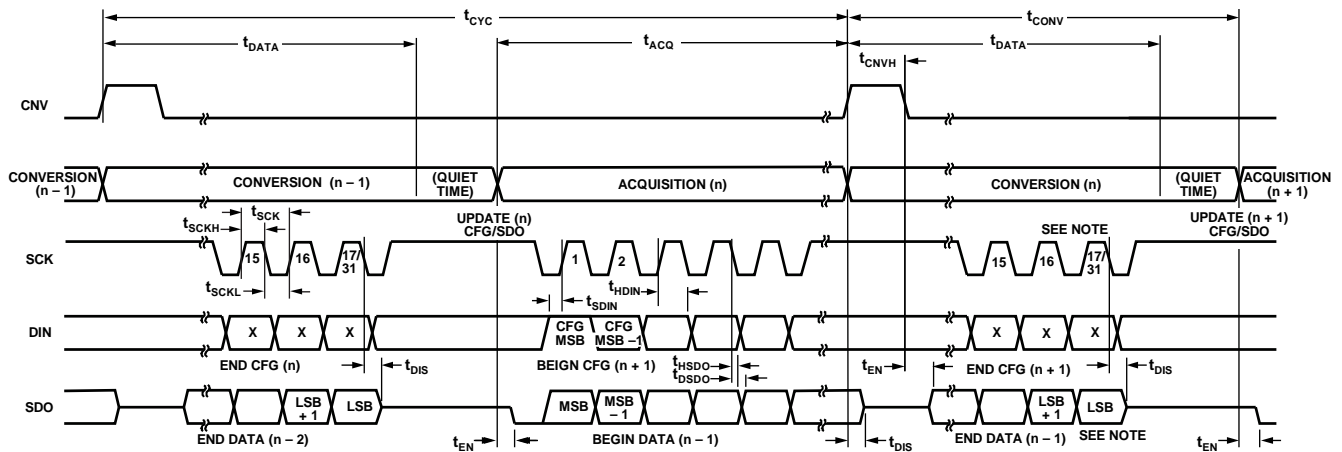 tCYC
tCONV
tDATA
tACQ
tDATA
tCNVH
CNV
CONVERSION (n – 1)
CONVERSION (n – 1)
(QUIET TIME)
ACQUISITION (n)
CONVERSION (n)
(QUIET TIME)
ACQUISITION (n + 1)
UPDATE (n) CFG/SDO
UPDATE (n + 1) CFG/SDO
tSCK
tSCKH
SEE NOTE
SCK
15
16
17/31
1
2
15
16
17/31
tSCKL
tHDIN
tSDIN
DIN
X
X
X
CFG MSB
CFG MSB –1
X
X
X
END CFG (n)
tDIS
BEIGN CFG (n + 1)
tHSDO
tDSDO
tEN
END CFG (n + 1)
tDIS
SDO
LSB + 1
LSB
MSB
MSB –1
LSB + 1
LSB
END DATA (n – 2)
tEN
BEGIN DATA (n – 1)
tDIS
END DATA (n – 1)
SEE NOTE
tEN